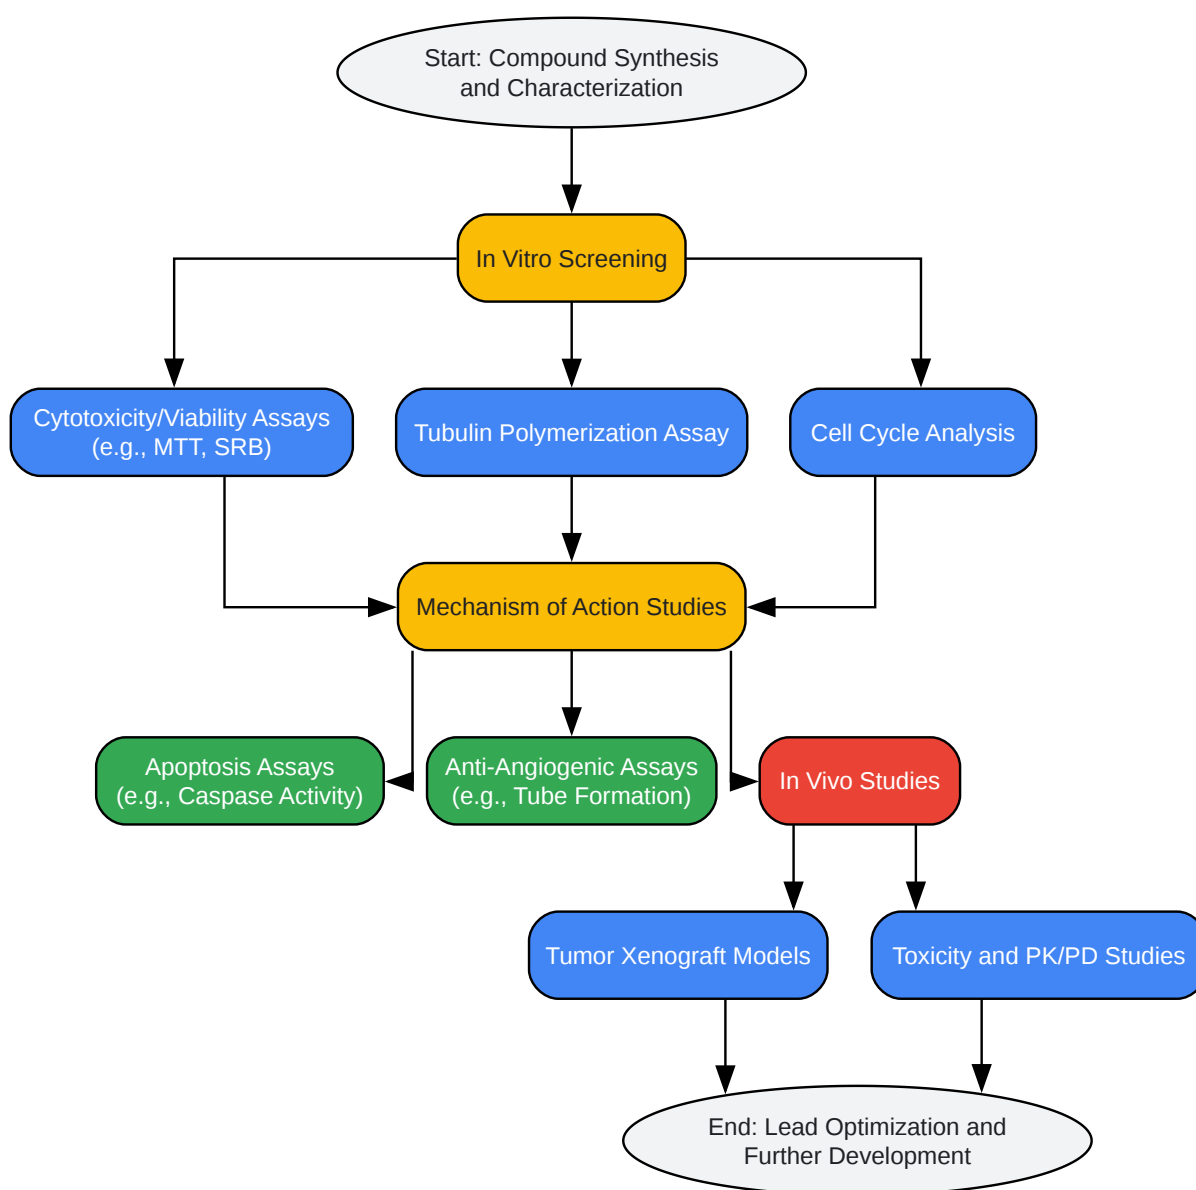 Start: Compound Synthesis
and Characterization
In Vitro Screening
Cytotoxicity/Viability Assays
(e.g., MTT, SRB)
Tubulin Polymerization Assay
Cell Cycle Analysis
Mechanism of Action Studies
Apoptosis Assays
(e.g., Caspase Activity)
Anti-Angiogenic Assays
(e.g., Tube Formation)
In Vivo Studies
Tumor Xenograft Models
Toxicity and PK/PD Studies
End: Lead Optimization and
Further Development